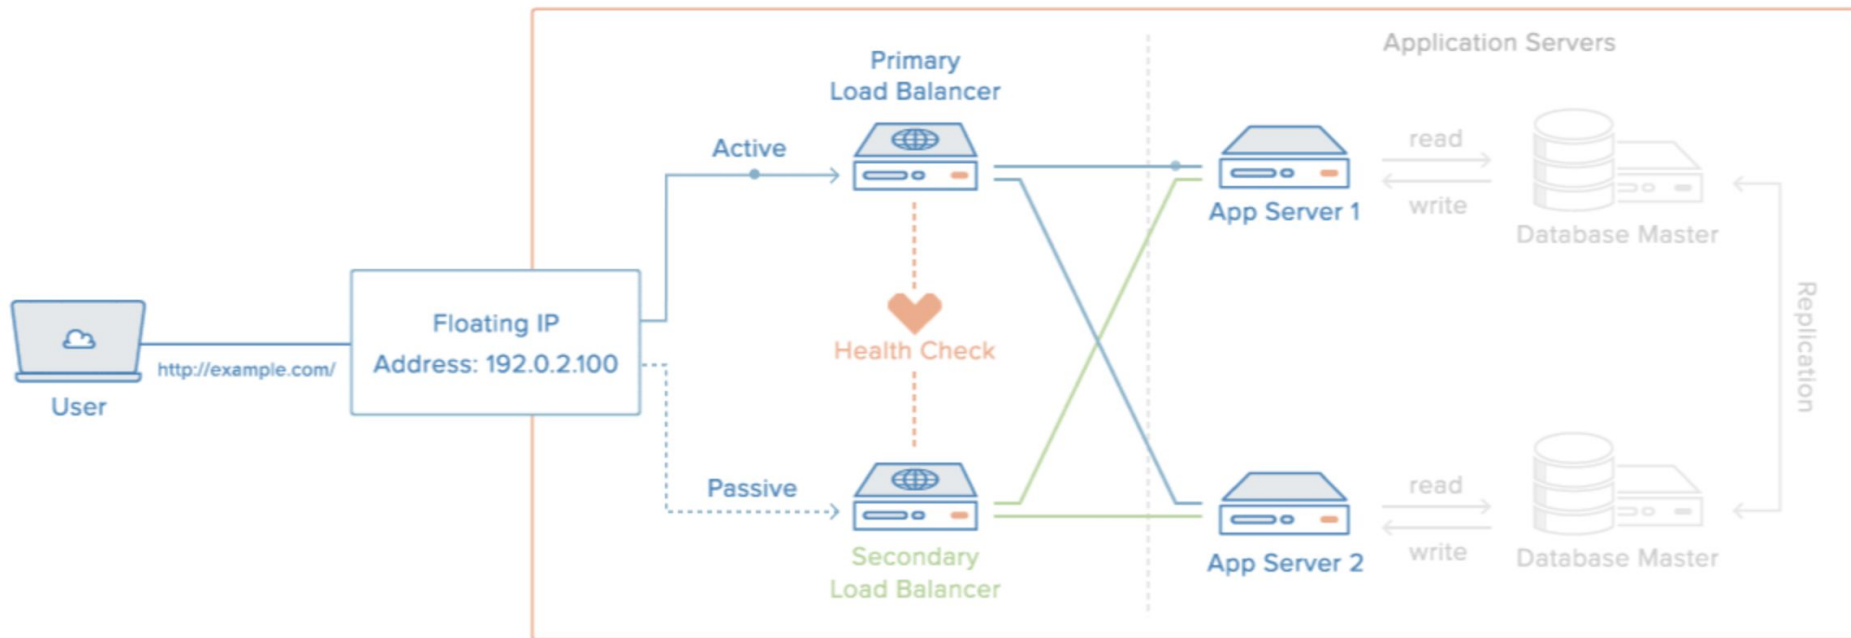 Application Servers
Primary
Load Balancer
Active
read
write
App Server 1
Database Master
Floating IP
Address: 192.0.2.100
http://example.com/
User
Health Check
Replication
Passive
Secondary
Load Balancer
read
write
App Server 2
Database Master